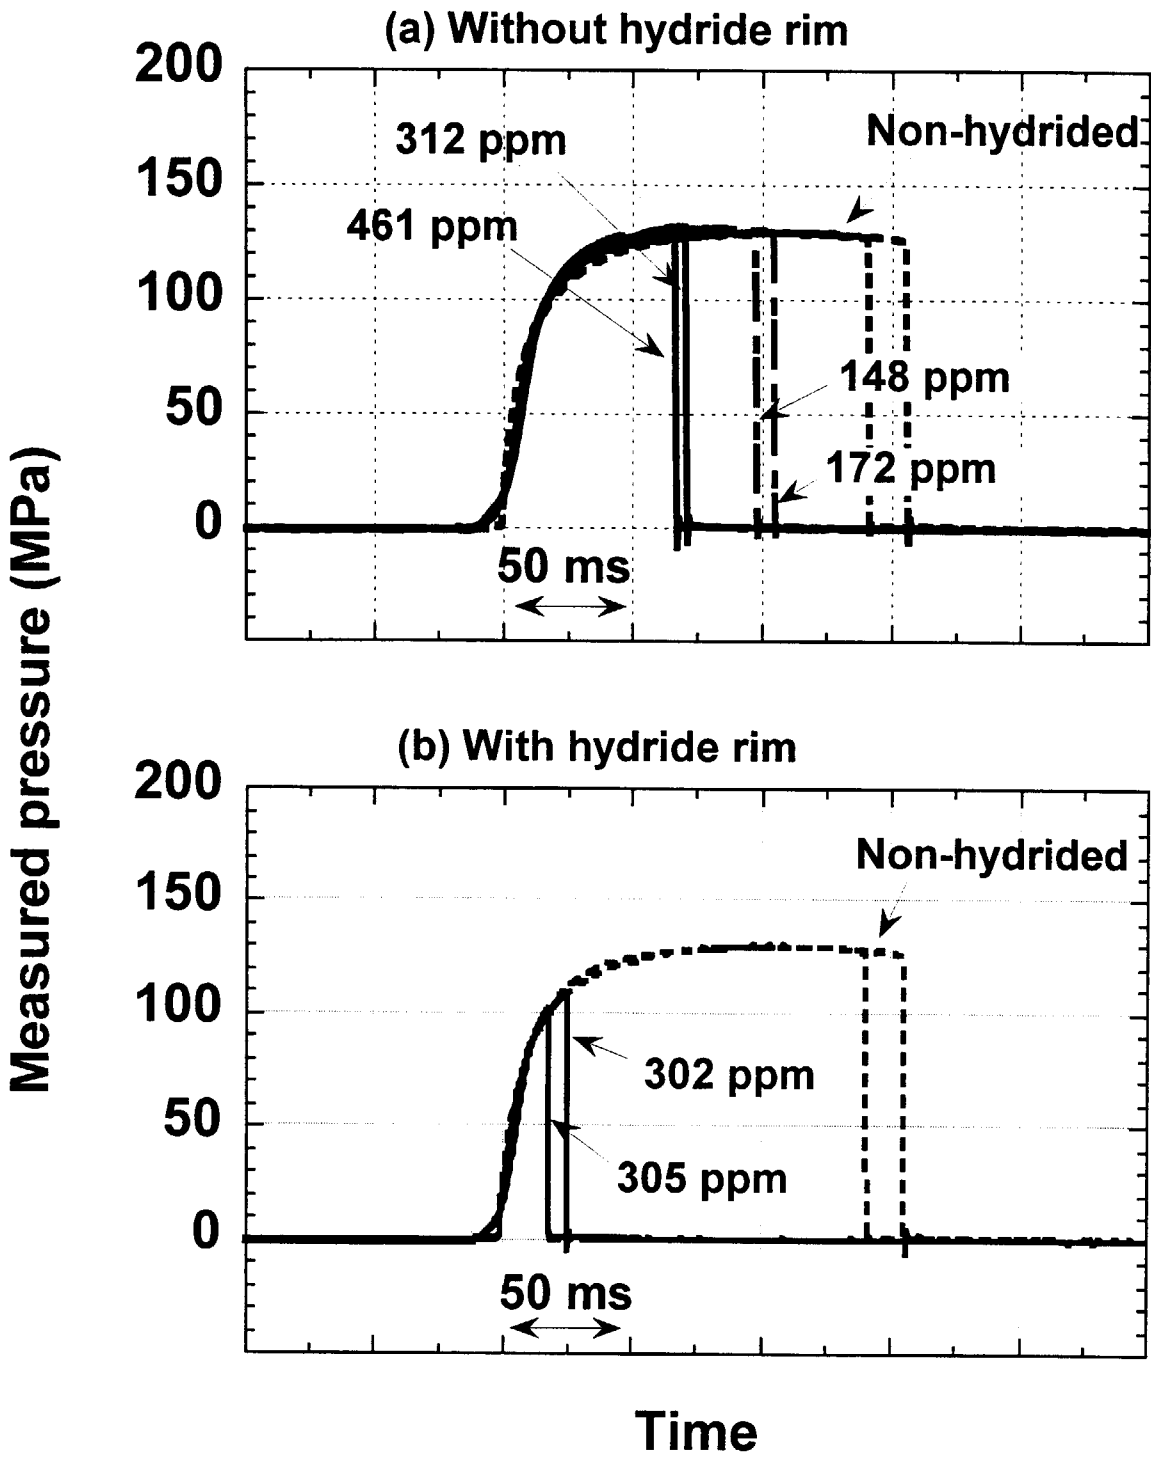 (a) Without hydride rim
200
150
100
50
0
312 ppm
Non-hydrided
461 ppm
148 ppm
172 ppm
50 ms
Measured pressure (MPa)
(b) With hydride rim
200
150
100
50
0
Non-hydrided
302 ppm
305 ppm
50 ms
Time